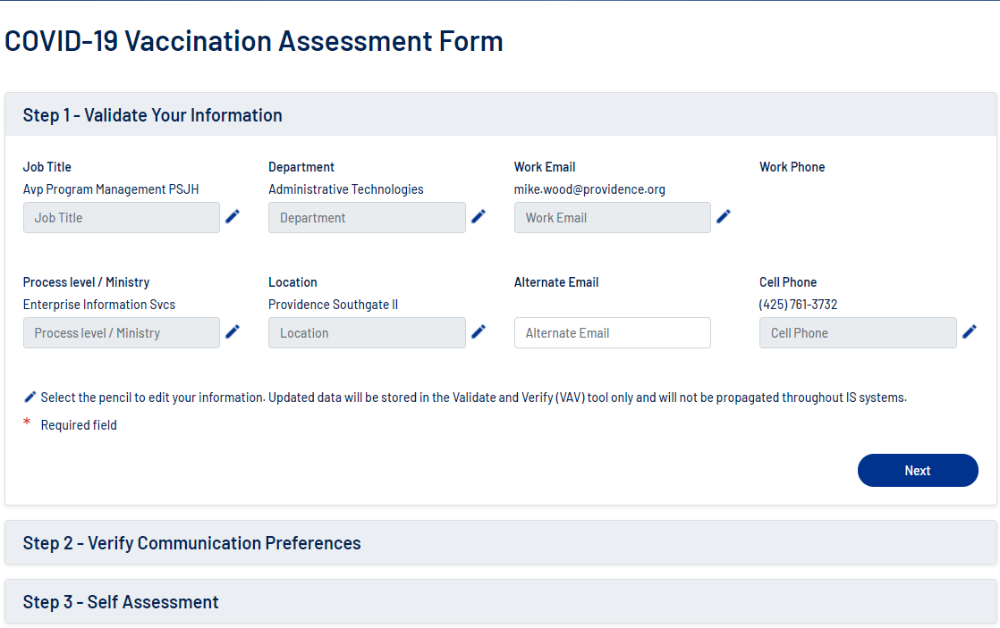 COVID-19 Vaccination Assessment Form
Step 1 - Validate Your Information
Job Title Department Work Email Work Phone
Avp Program Management PSJH Administrative Technologies mike.wood@providence.org
Job Title Department Work Email
Process level / Ministry Location Alternate Email Cell Phone
Enterprise Information Svcs Providence Southgate II (425) 761-3732
Process level / Ministry Location Alternate Email Cell Phone
Select the pencil to edit your information. Updated data will be stored in the Validate and Verify (VAV) tool only and will not be propagated throughout IS systems.
* Required field
Next
Step 2 - Verify Communication Preferences
Step 3 - Self Assessment